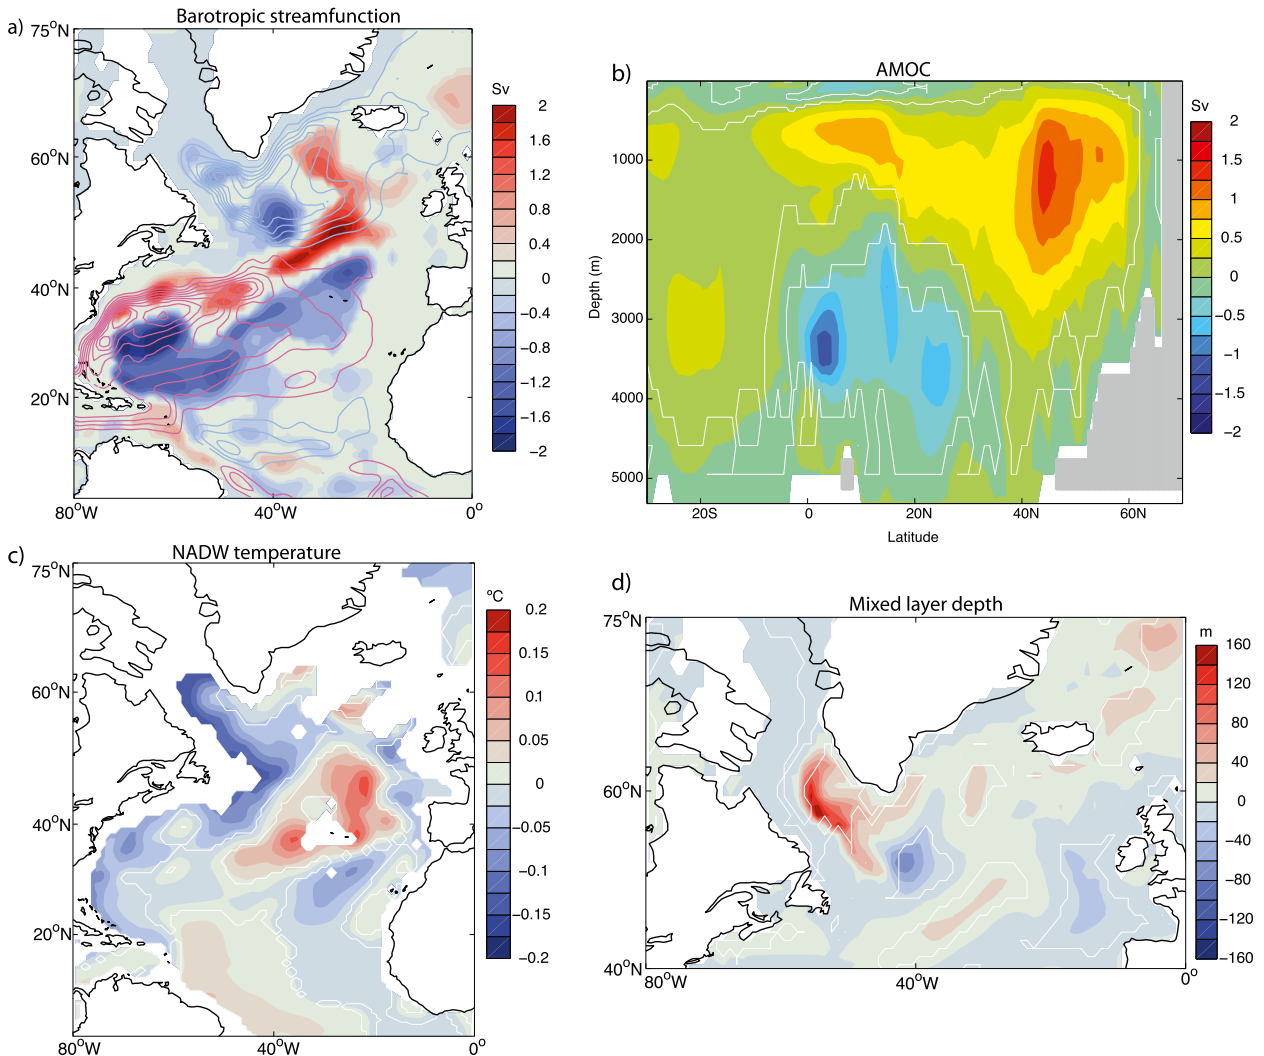 a)
Barotropic streamfunction
75°N
60°N
40°N
20°N
80°W
40°W
0°
Sv
2
1.6
1.2
0.8
0.4
0
−0.4
−0.8
−1.2
−1.6
−2
b)
AMOC
Depth (m)
1000
2000
3000
4000
5000
20S
0
20N
40N
60N
Latitude
Sv
2
1.5
1
0.5
0
−0.5
−1
−1.5
−2
c)
NADW temperature
75°N
60°N
40°N
20°N
80°W
40°W
0°
°C
0.2
0.15
0.1
0.05
0
−0.05
−0.1
−0.15
−0.2
d)
Mixed layer depth
75°N
60°N
40°N
80°W
40°W
0°
m
160
120
80
40
0
−40
−80
−120
−160